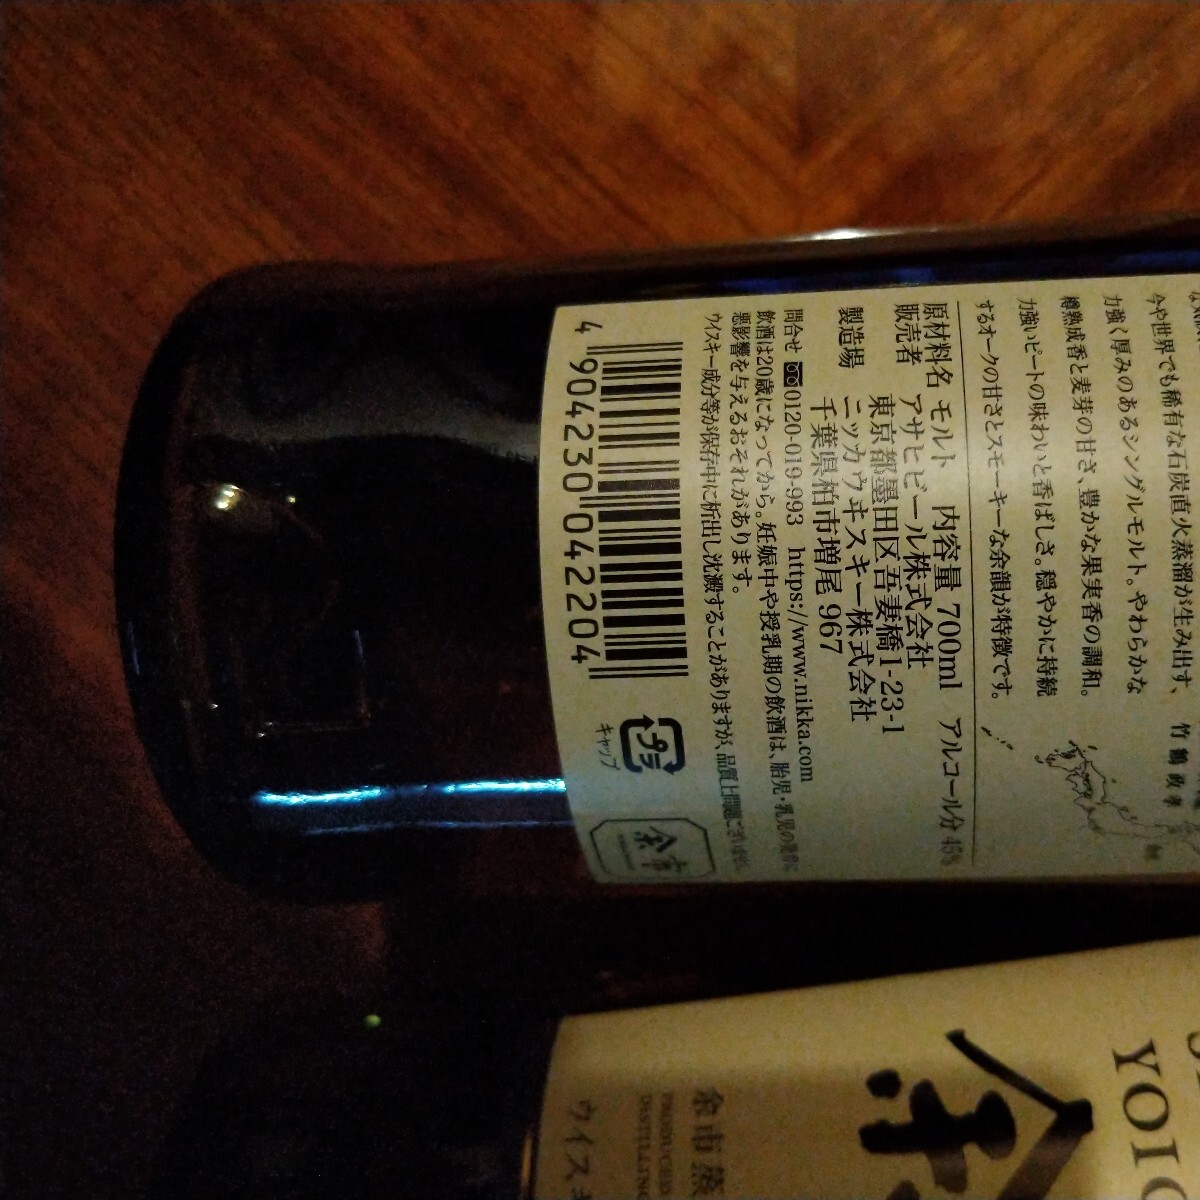 今や世界でも稀有な石炭直火蒸溜が生み出す、
力強く厚みのあるシングルモルト。やわらかな
樽熟成香と麦芽の甘さ、豊かな果実香の調和。
力強いピートの味わいと香ばしさ。穏やかに持続
するオークの甘さとスモーキーな余韻が特徴です。
竹鶴政孝
原材料名 モルト 内容量 700ml アルコール分 45%
販売者 アサヒビール株式会社
東京都墨田区吾妻橋1-23-1
製造場 ニッカウヰスキー株式会社
千葉県柏市増尾 967
問合せ 0120-019-993 https://www.nikka.com
飲酒は20歳になってから。妊娠中や授乳期の飲酒は、胎児・乳児の発育に
悪影響を与えるおそれがあります。
ウイスキー成分等が保存中に析出し沈澱することがありますが、品質上問題ございません。
4 904230 042204
プラ
キャップ
余市
YOIC
余
余市蒸
ウイスキ